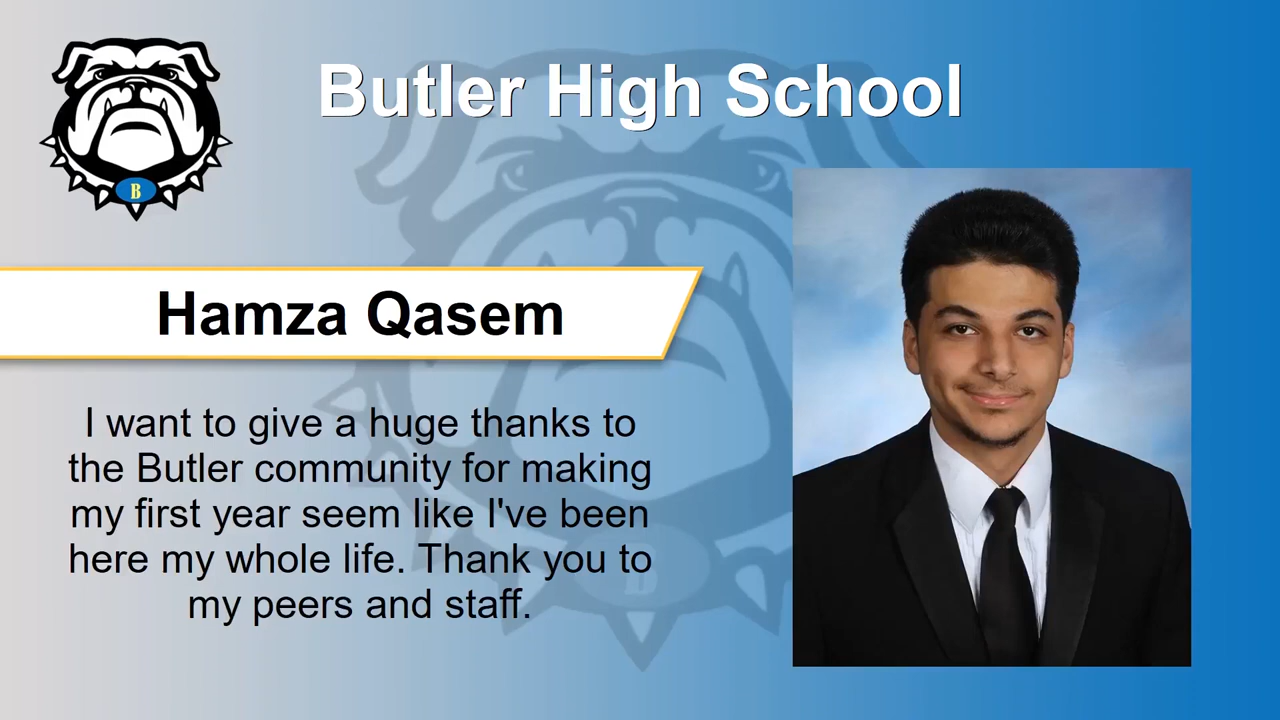 Butler High School
B
Hamza Qasem
I want to give a huge thanks to
the Butler community for making
my first year seem like I've been
here my whole life. Thank you to
my peers and staff.